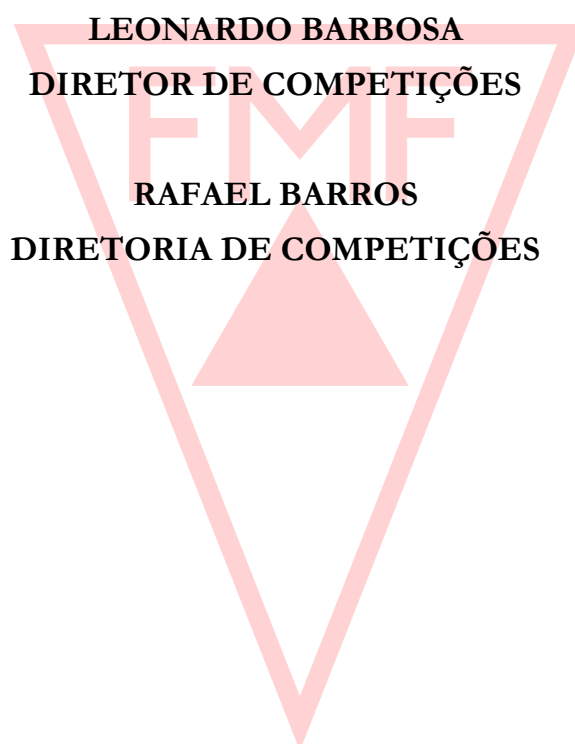 LEONARDO BARBOSA
DIRETOR DE COMPETIÇÕES
FMF
RAFAEL BARROS
DIRETORIA DE COMPETIÇÕES